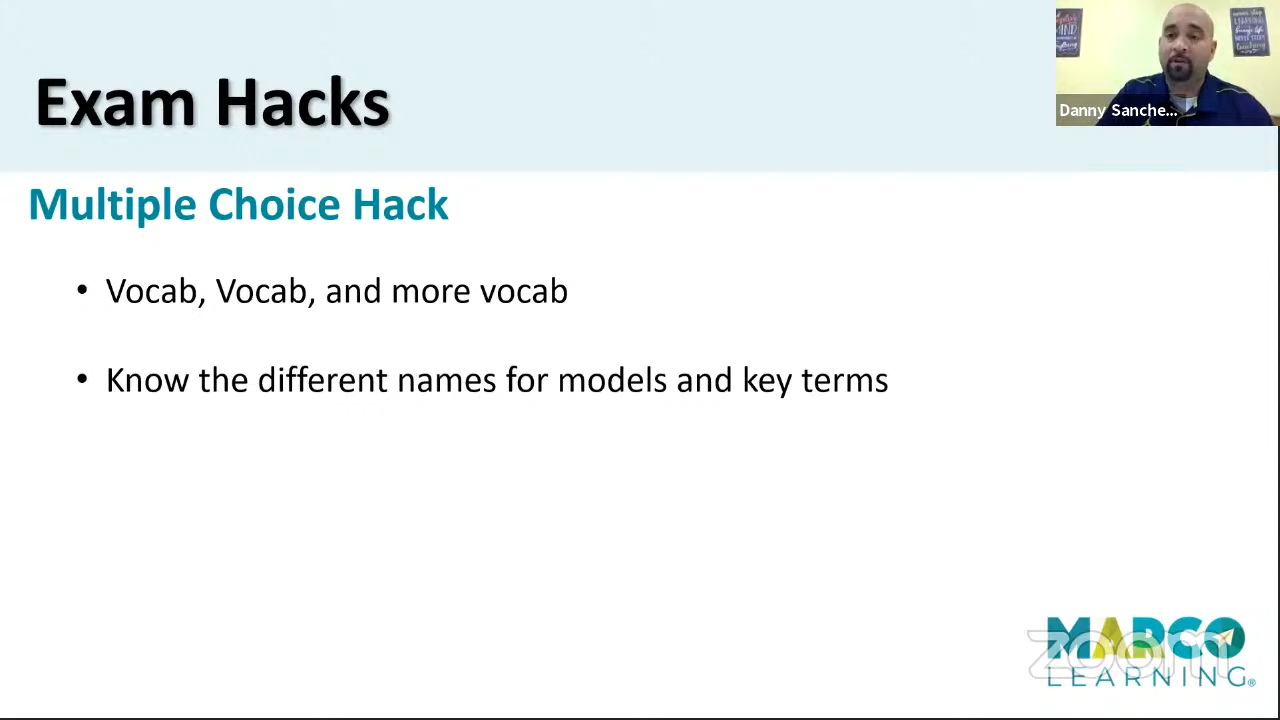 Exam Hacks
Danny Sanche...
Multiple Choice Hack
• Vocab, Vocab, and more vocab
• Know the different names for models and key terms
MARCO
zoom
LEARNING®